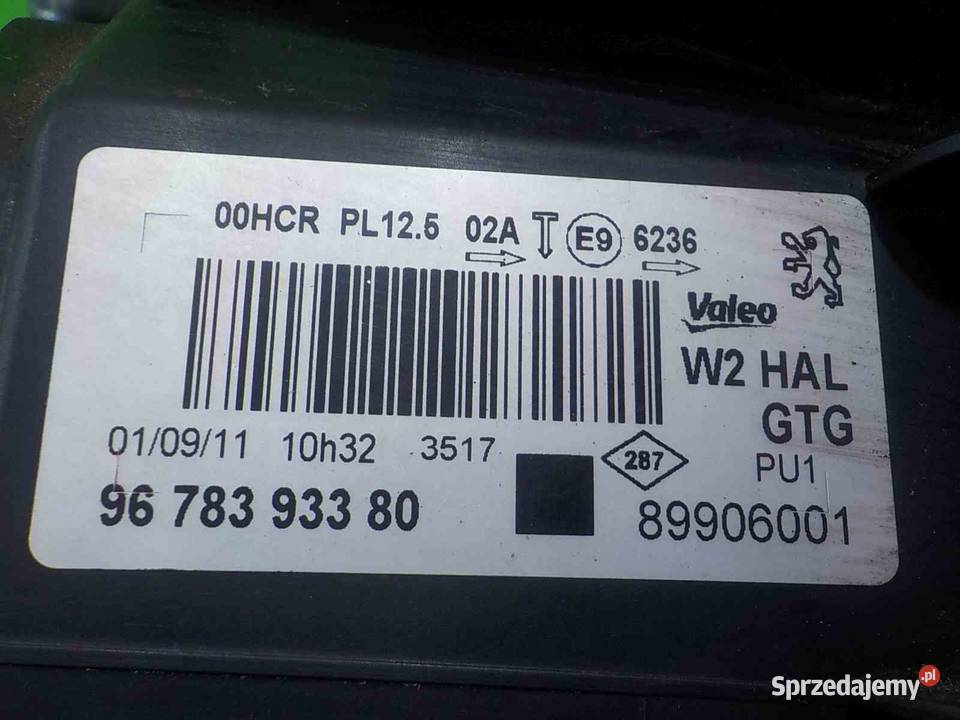 00HCR PL12.5 02A E9 6236
Valeo
W2 HAL
GTG
01/09/11 10h32 3517
287
PU1
96 783 933 80
89906001
Sprzedajemy.pl